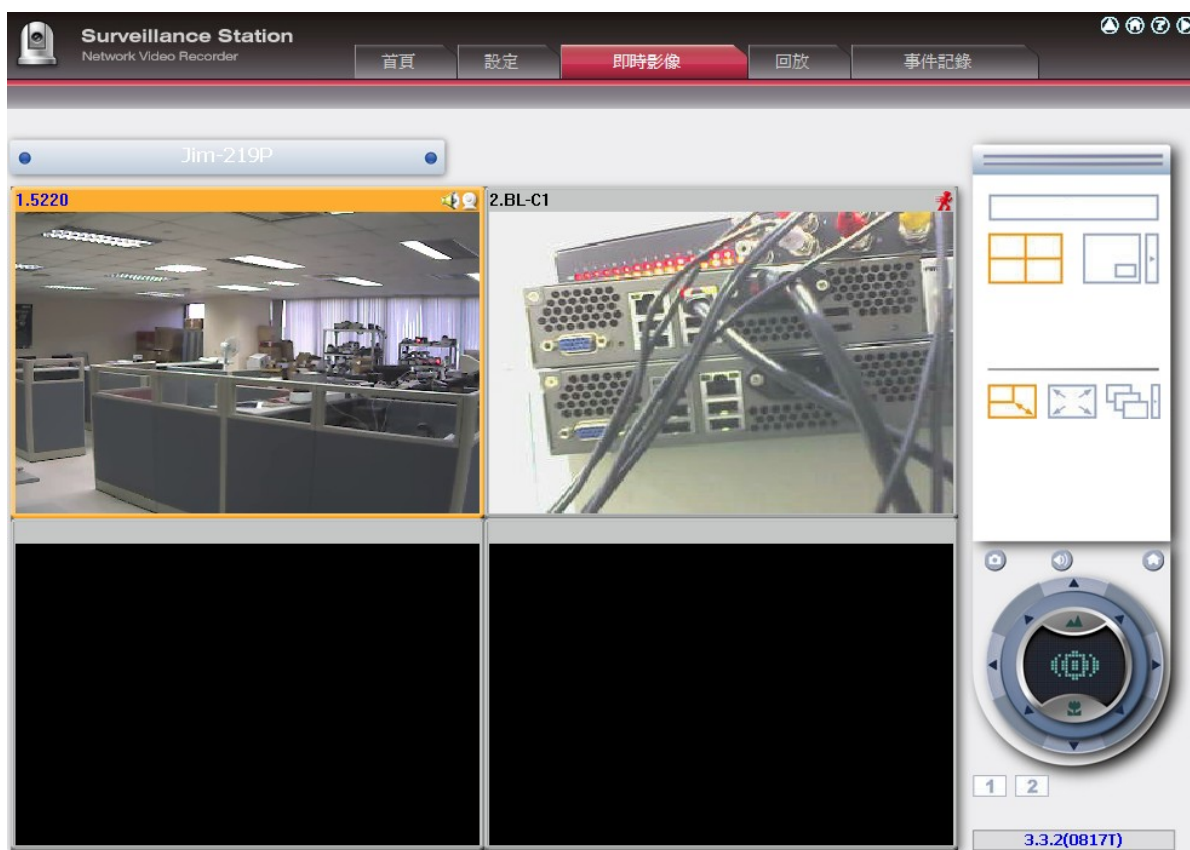 Surveillance Station
Network Video Recorder
首頁
設定
即時影像
回放
事件記錄
Jim-219P
1.5220
2.BL-C1
1
2
3.3.2(0817T)